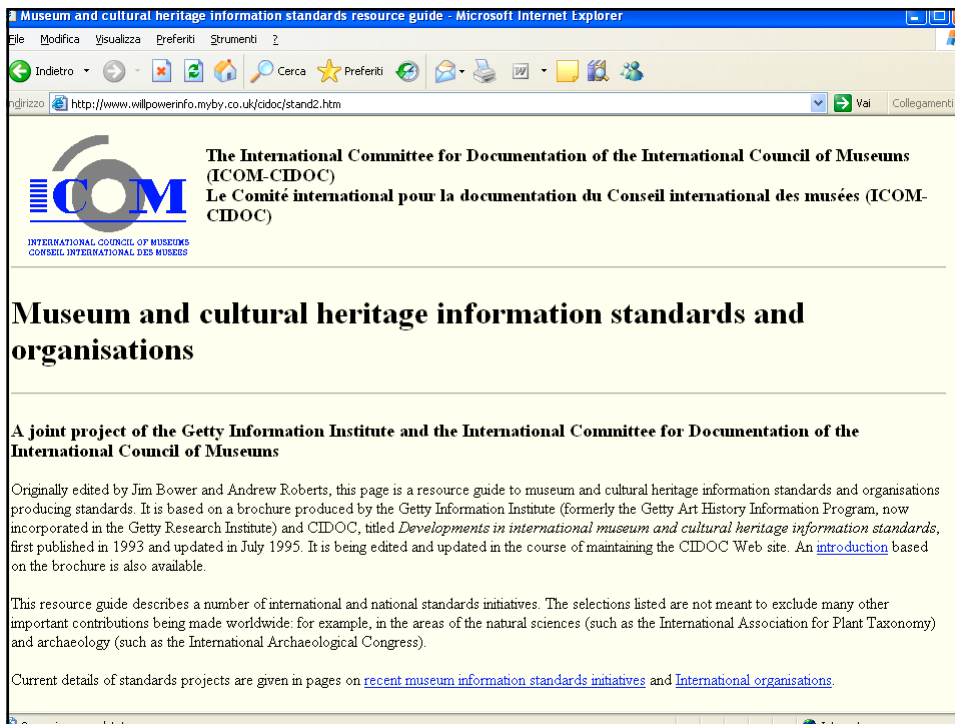 Museum and cultural heritage information standards resource guide - Microsoft Internet Explorer
File Modifica Visualizza Preferiti Strumenti ?
Indietro Cerca Preferiti
ndirizzo http://www.willpowerinfo.myby.co.uk/cidoc/stand2.htm Vai Collegamenti
ICOM
INTERNATIONAL COUNCIL OF MUSEUMS
CONSEIL INTERNATIONAL DES MUSEES
The International Committee for Documentation of the International Council of Museums
(ICOM-CIDOC)
Le Comité international pour la documentation du Conseil international des musées (ICOM-
CIDOC)
Museum and cultural heritage information standards and
organisations
A joint project of the Getty Information Institute and the International Committee for Documentation of the
International Council of Museums
Originally edited by Jim Bower and Andrew Roberts, this page is a resource guide to museum and cultural heritage information standards and organisations
producing standards. It is based on a brochure produced by the Getty Information Institute (formerly the Getty Art History Information Program, now
incorporated in the Getty Research Institute) and CIDOC, titled Developments in international museum and cultural heritage information standards,
first published in 1993 and updated in July 1995. It is being edited and updated in the course of maintaining the CIDOC Web site. An introduction based
on the brochure is also available.
This resource guide describes a number of international and national standards initiatives. The selections listed are not meant to exclude many other
important contributions being made worldwide: for example, in the areas of the natural sciences (such as the International Association for Plant Taxonomy)
and archaeology (such as the International Archaeological Congress).
Current details of standards projects are given in pages on recent museum information standards initiatives and International organisations.